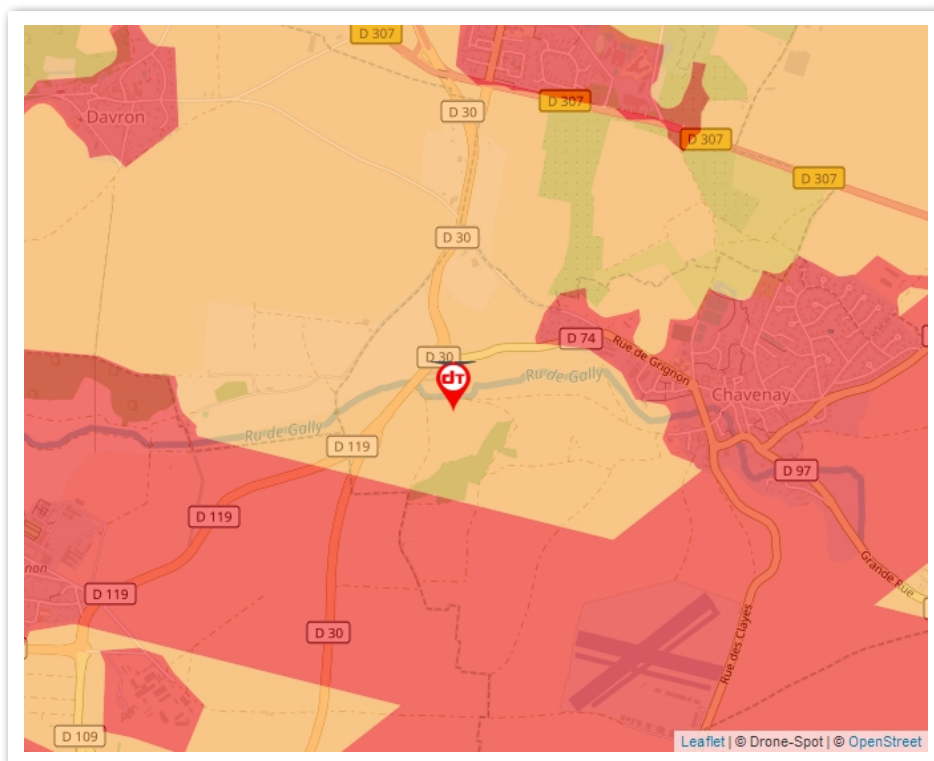 D 307
D 30
D 307
Davron
D 307
D 307
D 30
D 74
D 30
Rue de Grignon
Ru de Gally
Chavenay
Ru de Gally
D 119
D 97
D 119
non
D 119
Grande Rue
D 30
Rue des Clayes
D 109
dT
Leaflet | © Drone-Spot | © OpenStreet